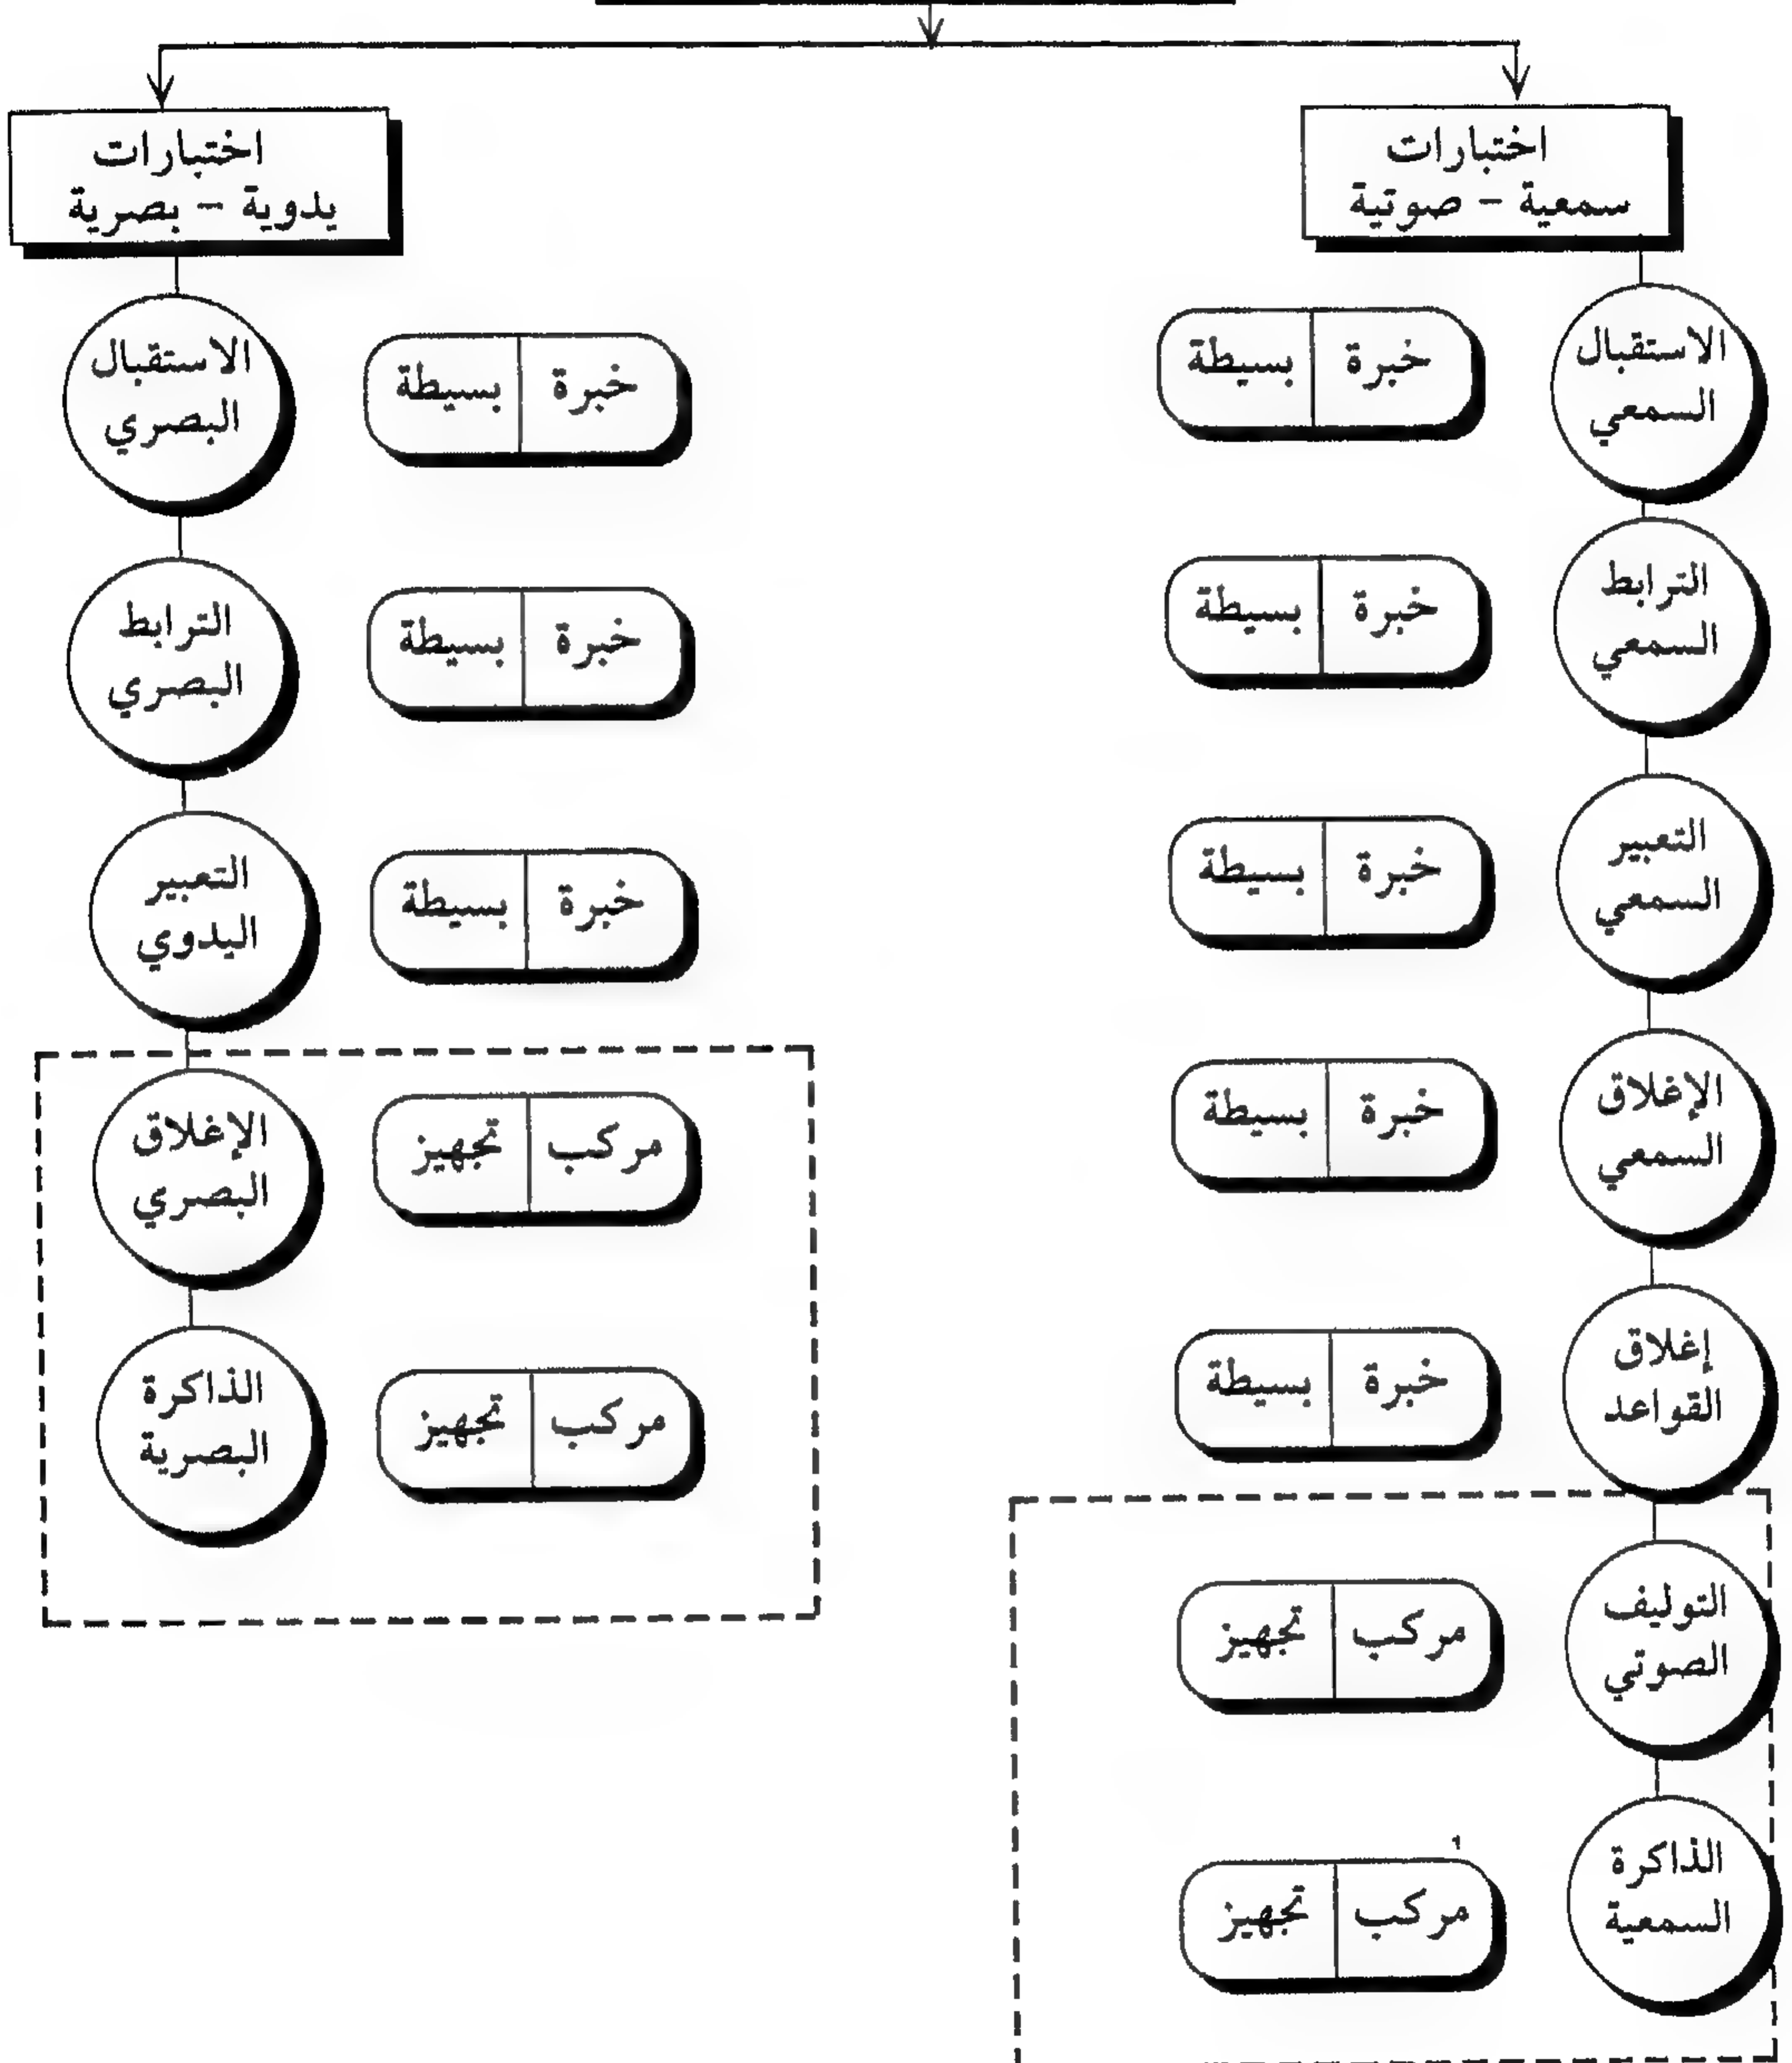 اختبارات
سمعية – صوتية
الاستقبال
السمعي
خبرة
بسيطة
الترابط
السمعي
خبرة
بسيطة
التعبير
السمعي
خبرة
بسيطة
الإغلاق
السمعي
خبرة
بسيطة
إغلاق
القواعد
خبرة
بسيطة
التوليف
الصوتي
مركب
تجهيز
الذاكرة
السمعية
مركب
تجهيز
اختبارات
يدوية – بصرية
الاستقبال
البصري
خبرة
بسيطة
الترابط
البصري
خبرة
بسيطة
التعبير
اليدوي
خبرة
بسيطة
الإغلاق
البصري
مركب
تجهيز
الذاكرة
البصرية
مركب
تجهيز